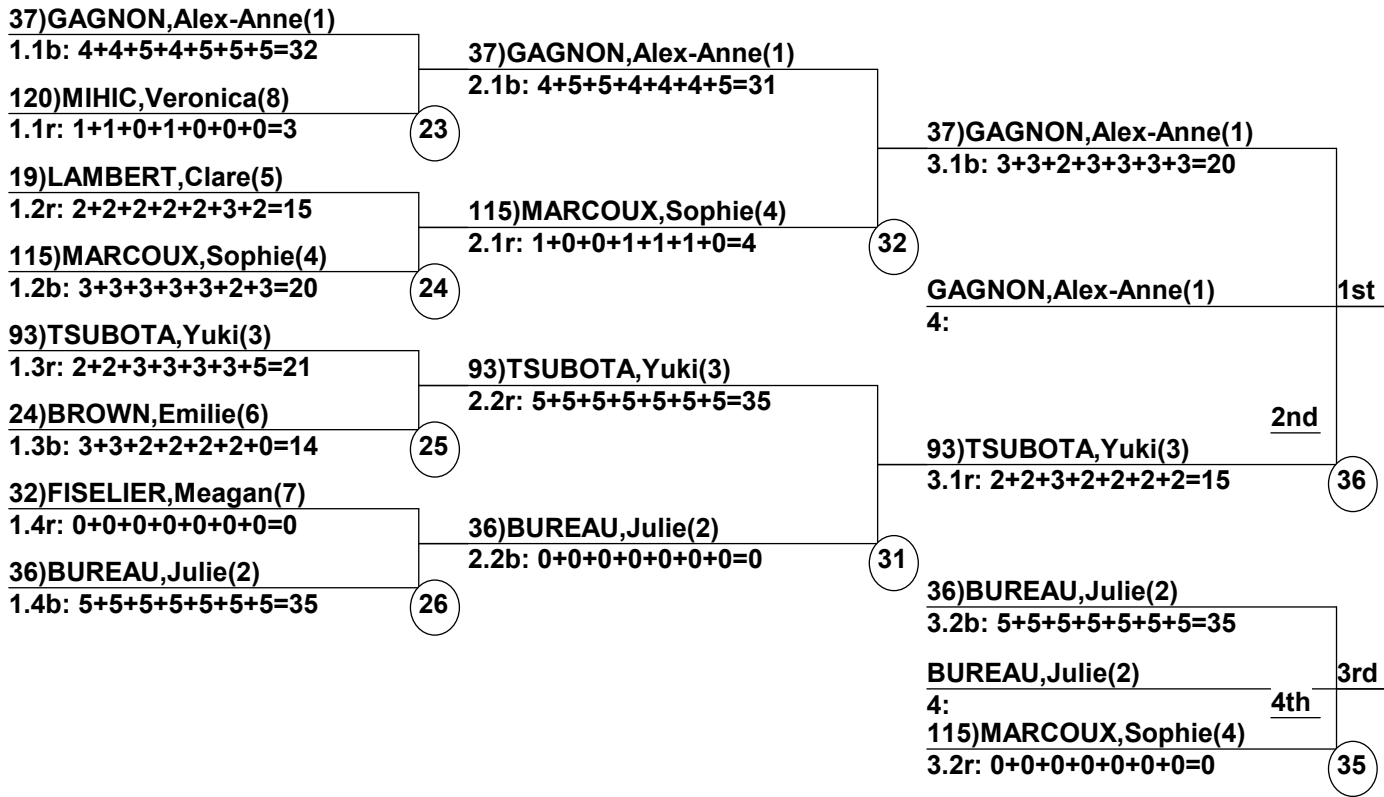 37)GAGNON,Alex-Anne(1)
1.1b: 4+4+5+4+5+5+5=32
120)MIHIC,Veronica(8)
1.1r: 1+1+0+1+0+0+0=3
23
19)LAMBERT,Clare(5)
1.2r: 2+2+2+2+2+3+2=15
115)MARCOUX,Sophie(4)
1.2b: 3+3+3+3+3+2+3=20
24
93)TSUBOTA,Yuki(3)
1.3r: 2+2+3+3+3+3+5=21
24)BROWN,Emilie(6)
1.3b: 3+3+2+2+2+2+0=14
25
32)FISELIER,Meagan(7)
1.4r: 0+0+0+0+0+0+0=0
36)BUREAU,Julie(2)
1.4b: 5+5+5+5+5+5+5=35
26
37)GAGNON,Alex-Anne(1)
2.1b: 4+5+5+4+4+4+5=31
115)MARCOUX,Sophie(4)
2.1r: 1+0+0+1+1+1+0=4
32
93)TSUBOTA,Yuki(3)
2.2r: 5+5+5+5+5+5+5=35
36)BUREAU,Julie(2)
2.2b: 0+0+0+0+0+0+0=0
31
37)GAGNON,Alex-Anne(1)
3.1b: 3+3+2+3+3+3+3=20
GAGNON,Alex-Anne(1) 1st
4:
2nd
93)TSUBOTA,Yuki(3)
3.1r: 2+2+3+2+2+2+2=15
36
36)BUREAU,Julie(2)
3.2b: 5+5+5+5+5+5+5=35
BUREAU,Julie(2) 3rd
4: 4th
115)MARCOUX,Sophie(4)
3.2r: 0+0+0+0+0+0+0=0
35